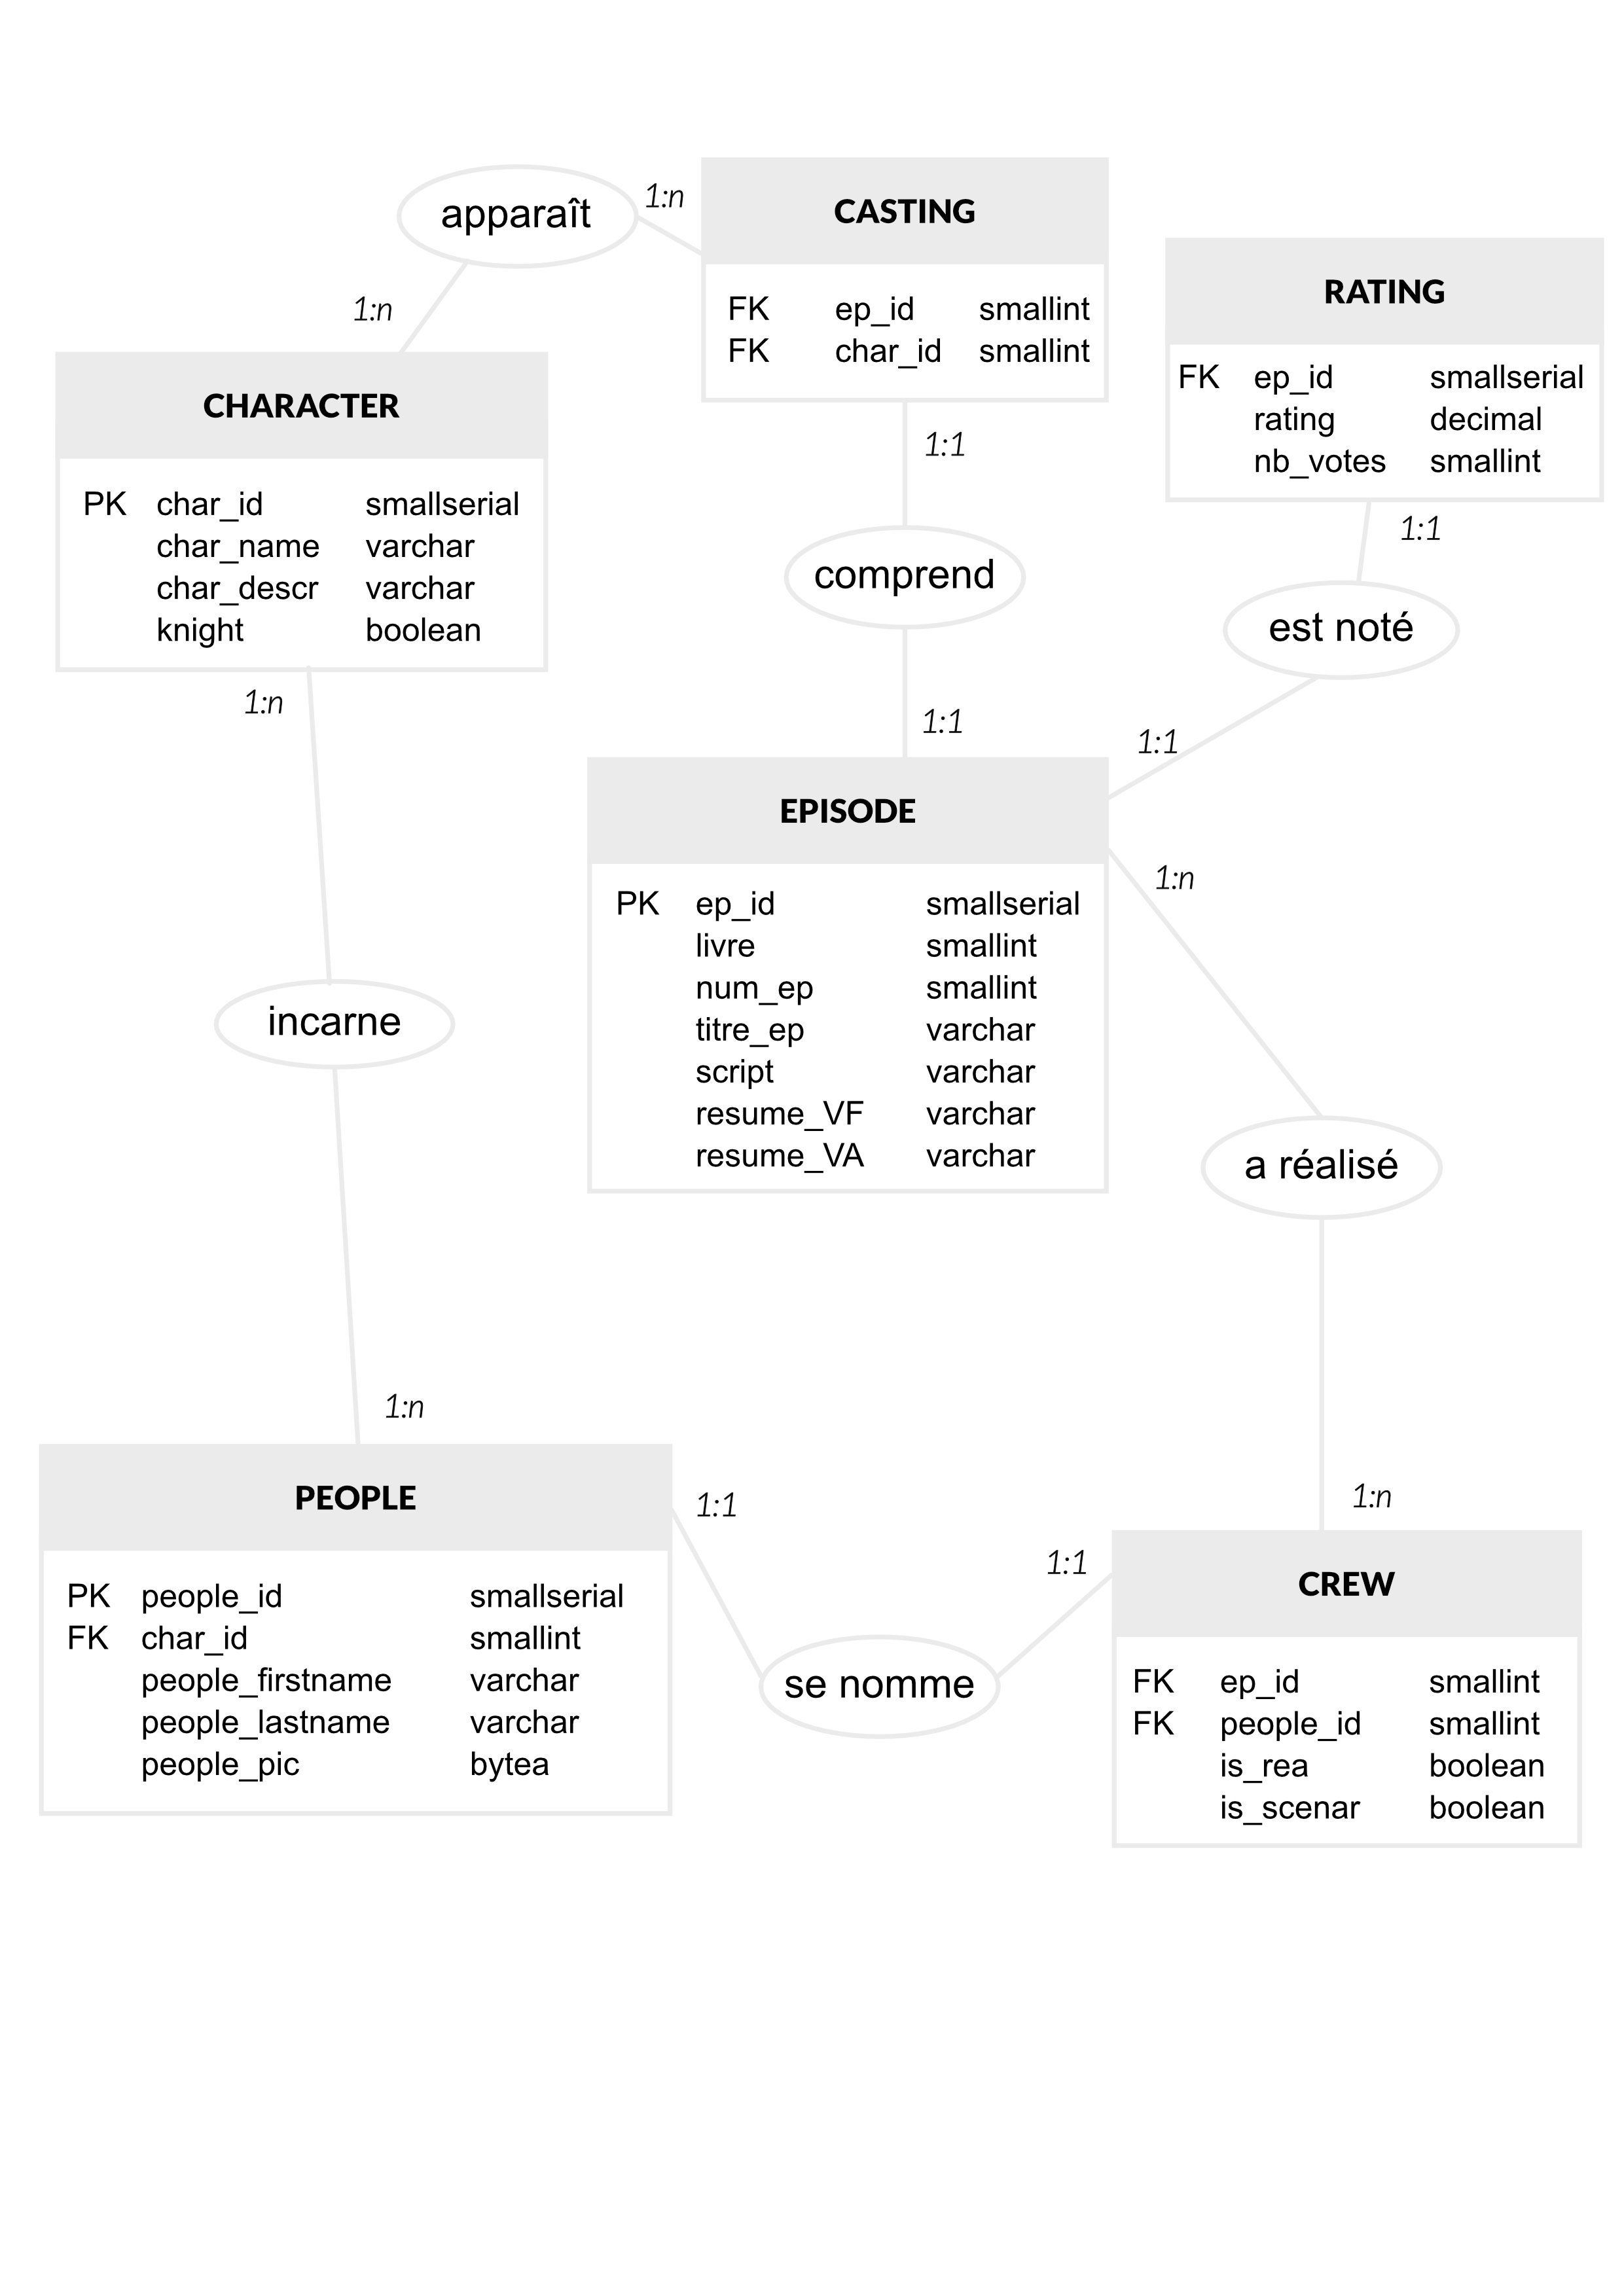 apparaît
1:n
1:n
CASTING
FK ep_id smallint
FK char_id smallint
RATING
FK ep_id smallserial
rating decimal
nb_votes smallint
CHARACTER
PK char_id smallserial
char_name varchar
char_descr varchar
knight boolean
1:1
comprend
1:1
1:1
est noté
1:1
1:n
EPISODE
PK ep_id smallserial
livre smallint
num_ep smallint
titre_ep varchar
script varchar
resume_VF varchar
resume_VA varchar
1:n
incarne
1:n
a réalisé
1:n
PEOPLE
PK people_id smallserial
FK char_id smallint
people_firstname varchar
people_lastname varchar
people_pic bytea
1:1
se nomme
1:1
CREW
FK ep_id smallint
FK people_id smallint
is_rea boolean
is_scenar boolean